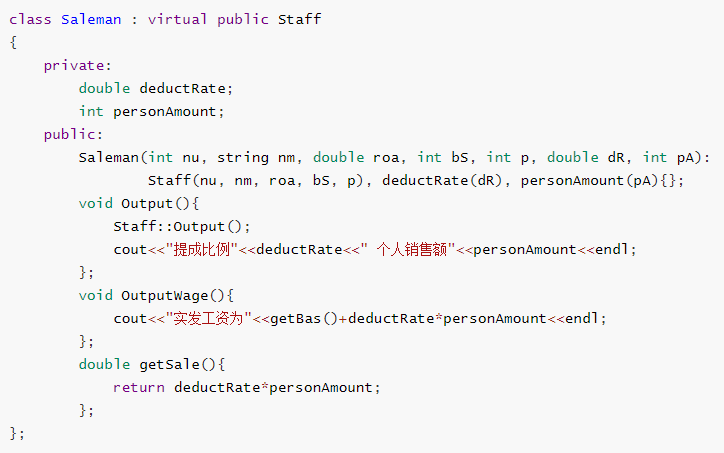 class Saleman : virtual public Staff
{
    private:
        double deductRate;
        int personAmount;
    public:
        Saleman(int nu, string nm, double roa, int bS, int p, double dR, int pA):
                Staff(nu, nm, roa, bS, p), deductRate(dR), personAmount(pA){};
        void Output(){
            Staff::Output();
            cout<<"提成比例"<<deductRate<<" 个人销售额"<<personAmount<<endl;
        };
        void OutputWage(){
            cout<<"实发工资为"<<getBas()+deductRate*personAmount<<endl;
        };
        double getSale(){
            return deductRate*personAmount;
        };
};